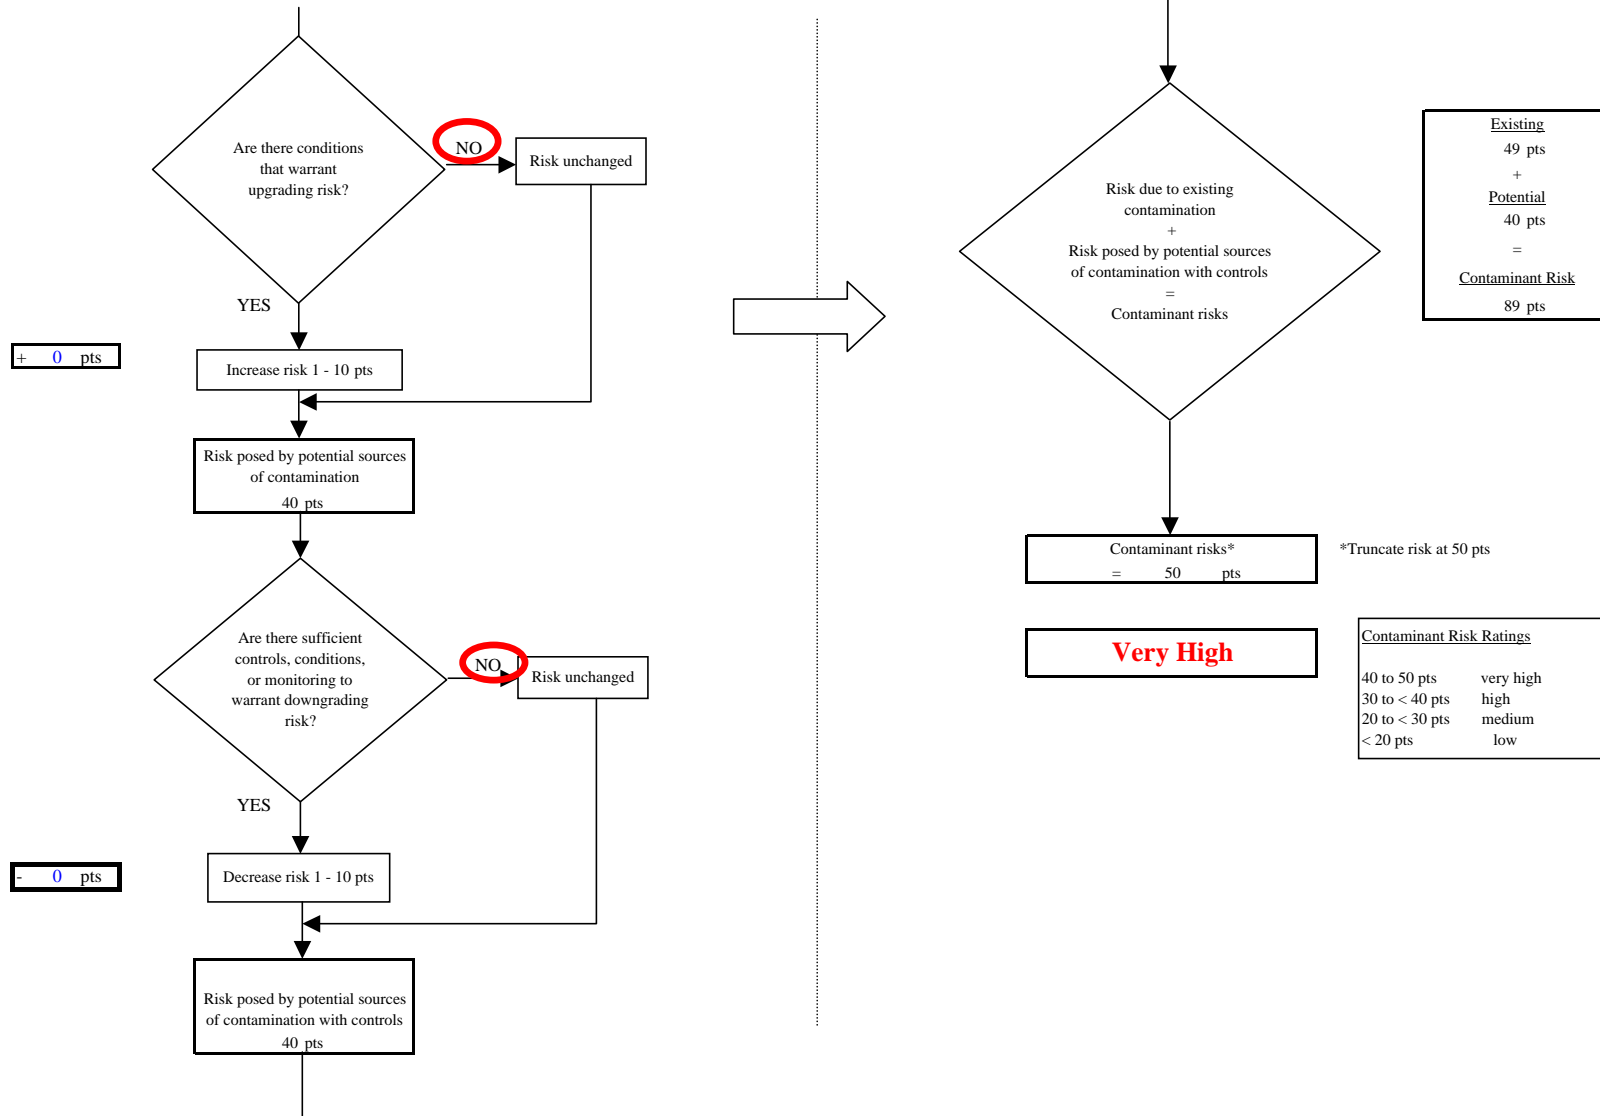 Are there conditions
that warrant
upgrading risk?
NO
Risk unchanged
YES
+ 0 pts
Increase risk 1 - 10 pts
Risk posed by potential sources
of contamination
40 pts
Are there sufficient
controls, conditions,
or monitoring to
warrant downgrading
risk?
NO
Risk unchanged
YES
- 0 pts
Decrease risk 1 - 10 pts
Risk posed by potential sources
of contamination with controls
40 pts
Risk due to existing
contamination
+
Risk posed by potential sources
of contamination with controls
=
Contaminant risks
Existing
49 pts
+
Potential
40 pts
=
Contaminant Risk
89 pts
Contaminant risks*
= 50 pts
*Truncate risk at 50 pts
Very High
Contaminant Risk Ratings
40 to 50 pts very high
30 to < 40 pts high
20 to < 30 pts medium
< 20 pts low